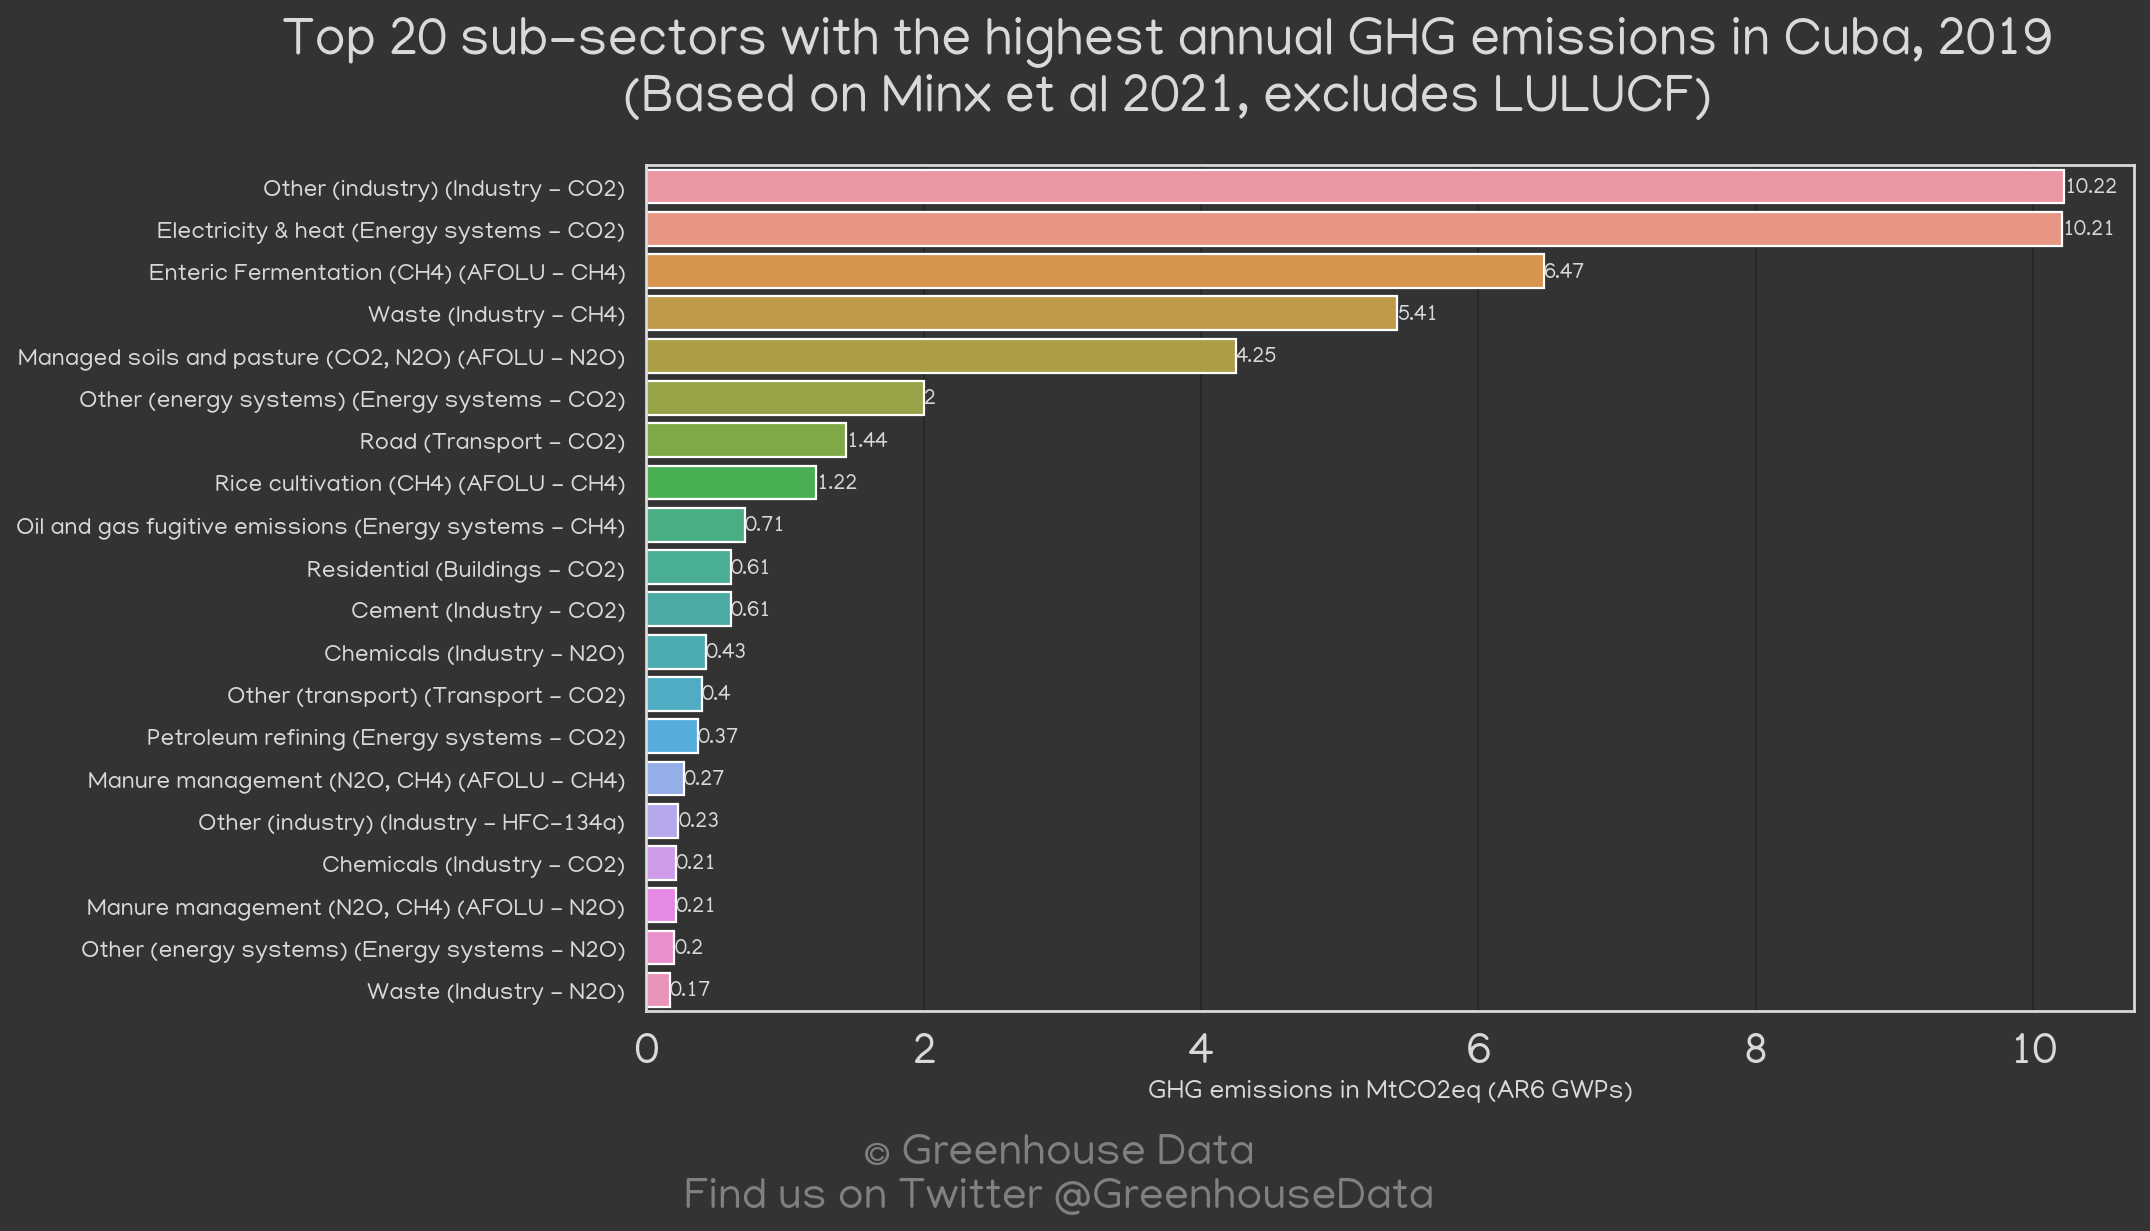 Top 20 sub-sectors with the highest annual GHG emissions in Cuba, 2019
(Based on Minx et al 2021, excludes LULUCF)
Other (industry) (Industry - CO2) 10.22
Electricity & heat (Energy systems - CO2) 10.21
Enteric Fermentation (CH4) (AFOLU - CH4) 6.47
Waste (Industry - CH4) 5.41
Managed soils and pasture (CO2, N2O) (AFOLU - N2O) 4.25
Other (energy systems) (Energy systems - CO2) 2
Road (Transport - CO2) 1.44
Rice cultivation (CH4) (AFOLU - CH4) 1.22
Oil and gas fugitive emissions (Energy systems - CH4) 0.71
Residential (Buildings - CO2) 0.61
Cement (Industry - CO2) 0.61
Chemicals (Industry - N2O) 0.43
Other (transport) (Transport - CO2) 0.4
Petroleum refining (Energy systems - CO2) 0.37
Manure management (N2O, CH4) (AFOLU - CH4) 0.27
Other (industry) (Industry - HFC-134a) 0.23
Chemicals (Industry - CO2) 0.21
Manure management (N2O, CH4) (AFOLU - N2O) 0.21
Other (energy systems) (Energy systems - N2O) 0.2
Waste (Industry - N2O) 0.17
0 2 4 6 8 10
GHG emissions in MtCO2eq (AR6 GWPs)
© Greenhouse Data
Find us on Twitter @GreenhouseData